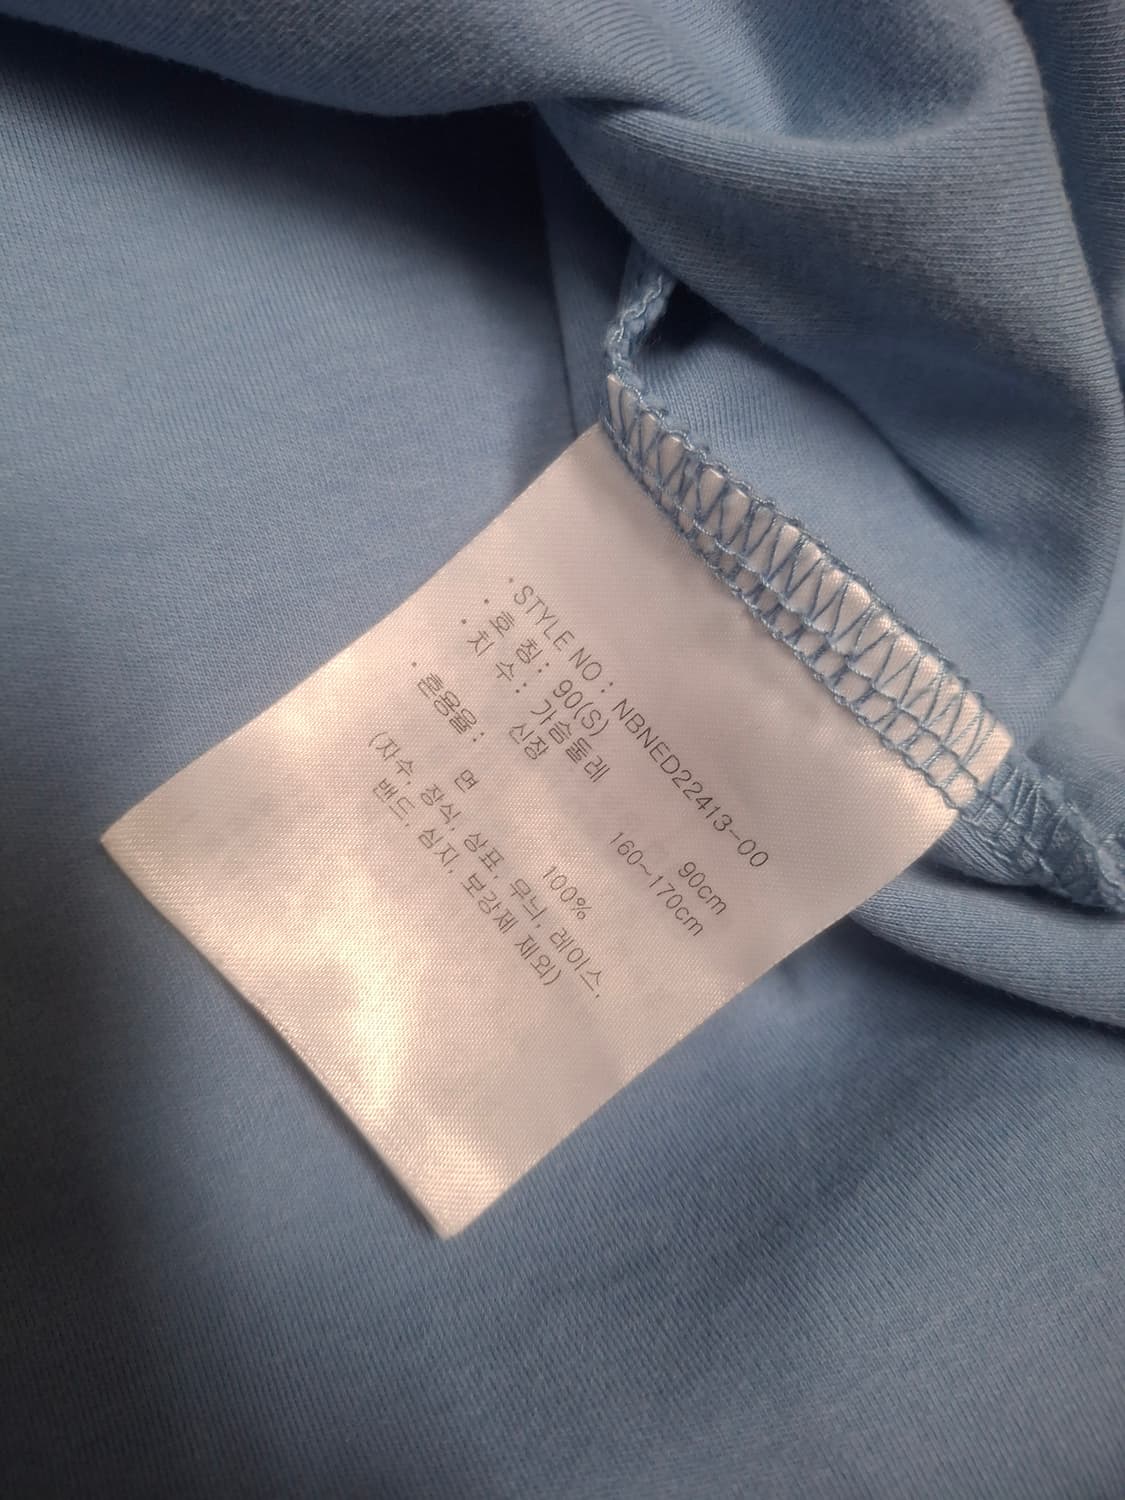 · STYLE NO : NBNED22413-00
· 호 칭 : 90(S)
· 치 수 : 가슴둘레 90cm
신장 160~170cm
· 혼용율 : 면 100%
(자수, 장식, 상표, 무늬, 레이스,
밴드, 심지, 보강제 제외)